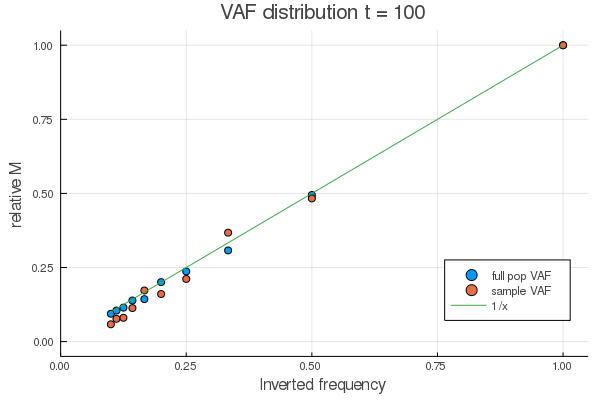 VAF distribution t = 100
relative M
1.00
0.75
0.50
0.25
0.00
0.00 0.25 0.50 0.75 1.00
Inverted frequency
full pop VAF
sample VAF
1/x